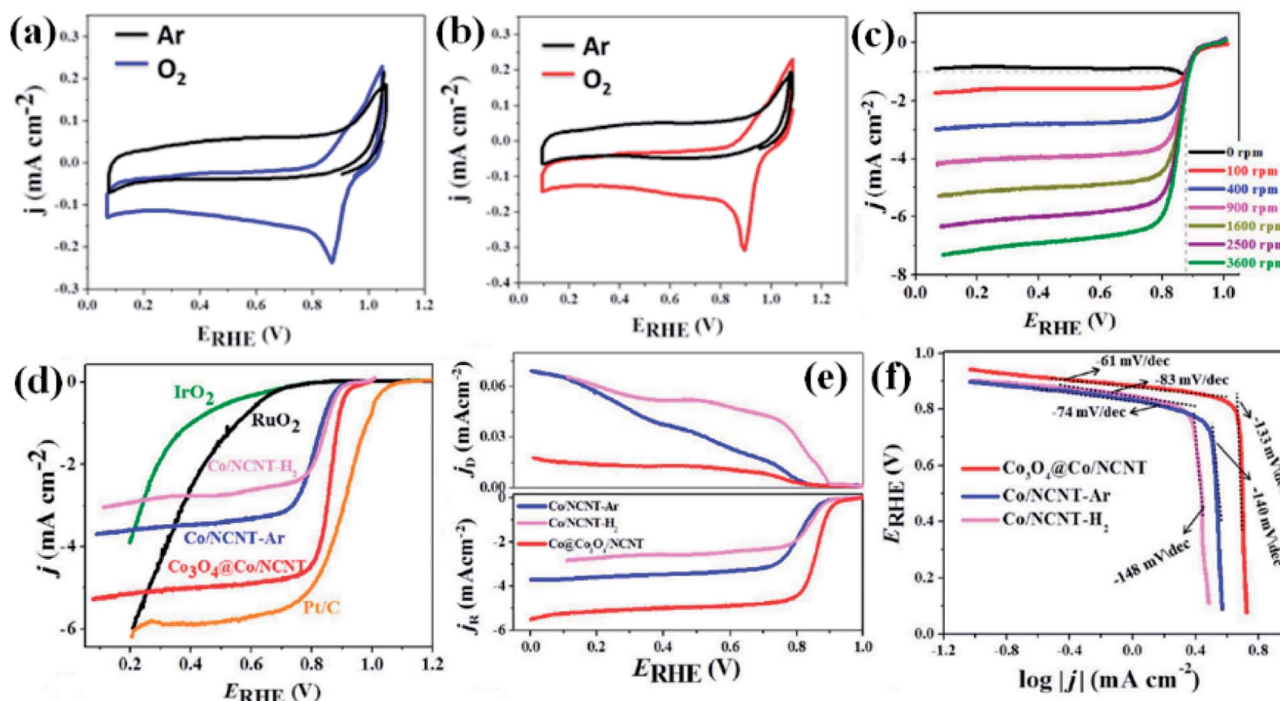 (a)
Ar
O2
j (mA cm-2)
0.3
0.2
0.1
0.0
-0.1
-0.2
-0.3
0.0 0.2 0.4 0.6 0.8 1.0 1.2
ERHE (V)
(b)
Ar
O2
j (mA cm-2)
0.3
0.2
0.1
0.0
-0.1
-0.2
-0.3
-0.4
0.0 0.2 0.4 0.6 0.8 1.0 1.2
ERHE (V)
(c)
j (mA cm-2)
0
-2
-4
-6
-8
0 rpm
100 rpm
400 rpm
900 rpm
1600 rpm
2500 rpm
3600 rpm
0.0 0.2 0.4 0.6 0.8 1.0
ERHE (V)
(d)
j (mA cm-2)
0
-2
-4
-6
IrO2
RuO2
Co/NCNT-H2
Co/NCNT-Ar
Co3O4@Co/NCNT
Pt/C
0.2 0.4 0.6 0.8 1.0 1.2
ERHE (V)
(e)
jD (mAcm-2)
0.06
0.03
0.00
jR (mAcm-2)
0
-2
-4
-6
Co/NCNT-Ar
Co/NCNT-H2
Co@Co3O4/NCNT
0.0 0.2 0.4 0.6 0.8 1.0
ERHE (V)
(f)
ERHE (V)
1.0
0.8
0.6
0.4
0.2
0.0
-61 mV/dec
-83 mV/dec
-74 mV/dec
-133 mV/dec
-140 mV\dec
-148 mV\dec
Co3O4@Co/NCNT
Co/NCNT-Ar
Co/NCNT-H2
-1.2 -0.6 0.0 0.6
log |j| (mA cm-2)